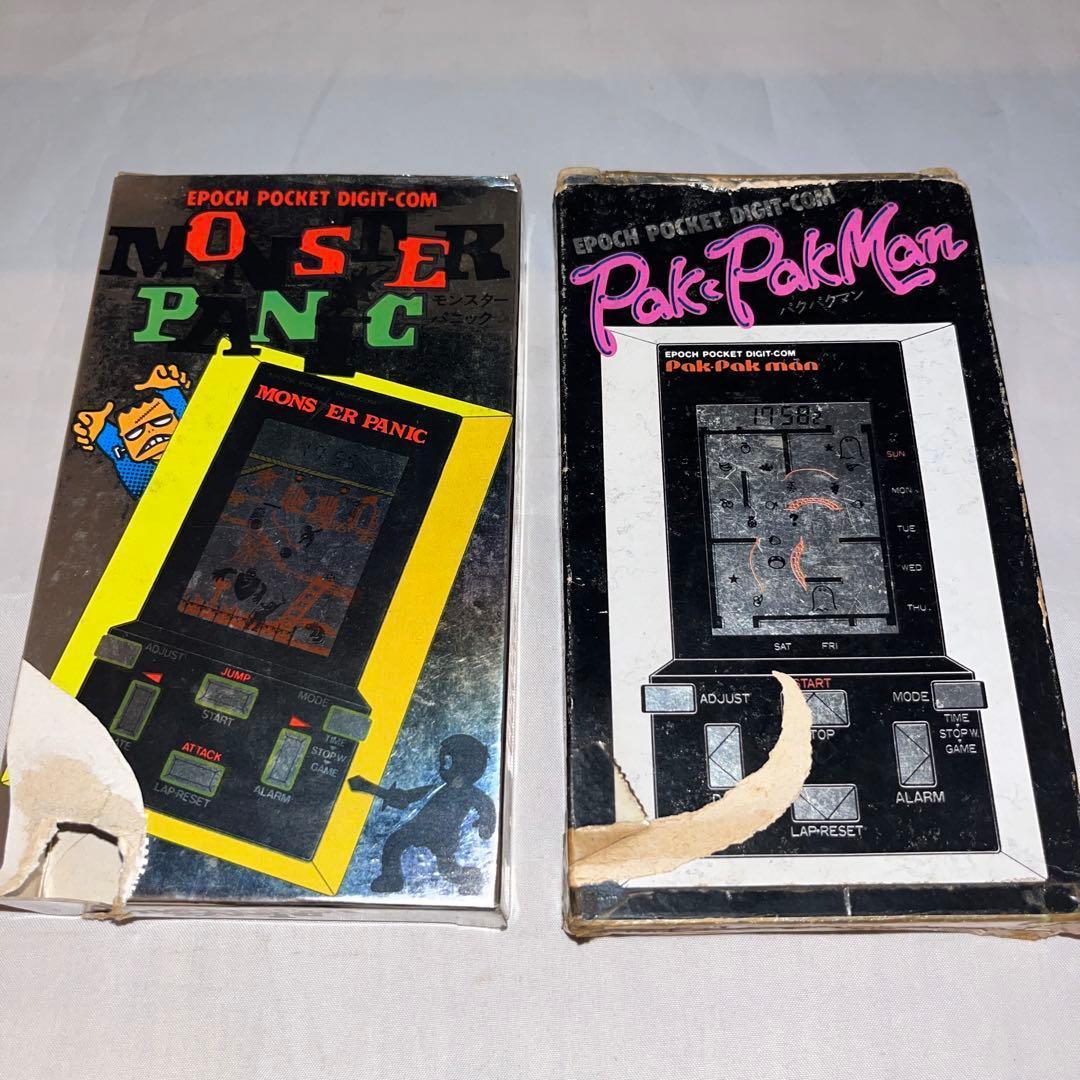 EPOCH POCKET DIGIT-COM
MONSTER
PANIC
モンスター
パニック
MONS ER PANIC
ADJUST
JUMP
START
MODE
TIME
STOP W.
GAME
ATTACK
LAP·RESET
ALARM
EPOCH POCKET DIGIT-COM
Pak·PakMan
パクパクマン
EPOCH POCKET DIGIT-COM
Pak·Pak man
17:58
SUN
MON
TUE
WED
THU
SAT FRI
ADJUST
START
MODE
TIME
STOP W.
GAME
ALARM
LAP·RESET